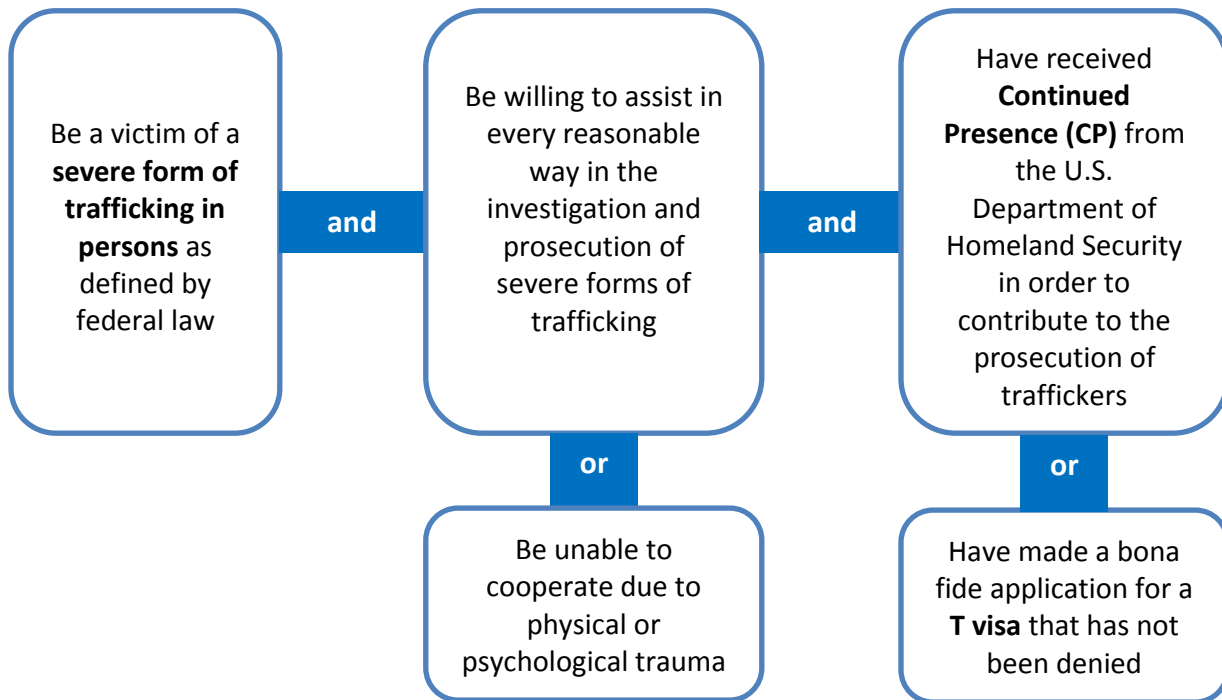 Be a victim of a
severe form of
trafficking in
persons as
defined by
federal law
and
Be willing to assist in
every reasonable
way in the
investigation and
prosecution of
severe forms of
trafficking
or
Be unable to
cooperate due to
physical or
psychological trauma
and
Have received
Continued
Presence (CP) from
the U.S.
Department of
Homeland Security
in order to
contribute to the
prosecution of
traffickers
or
Have made a bona
fide application for a
T visa that has not
been denied